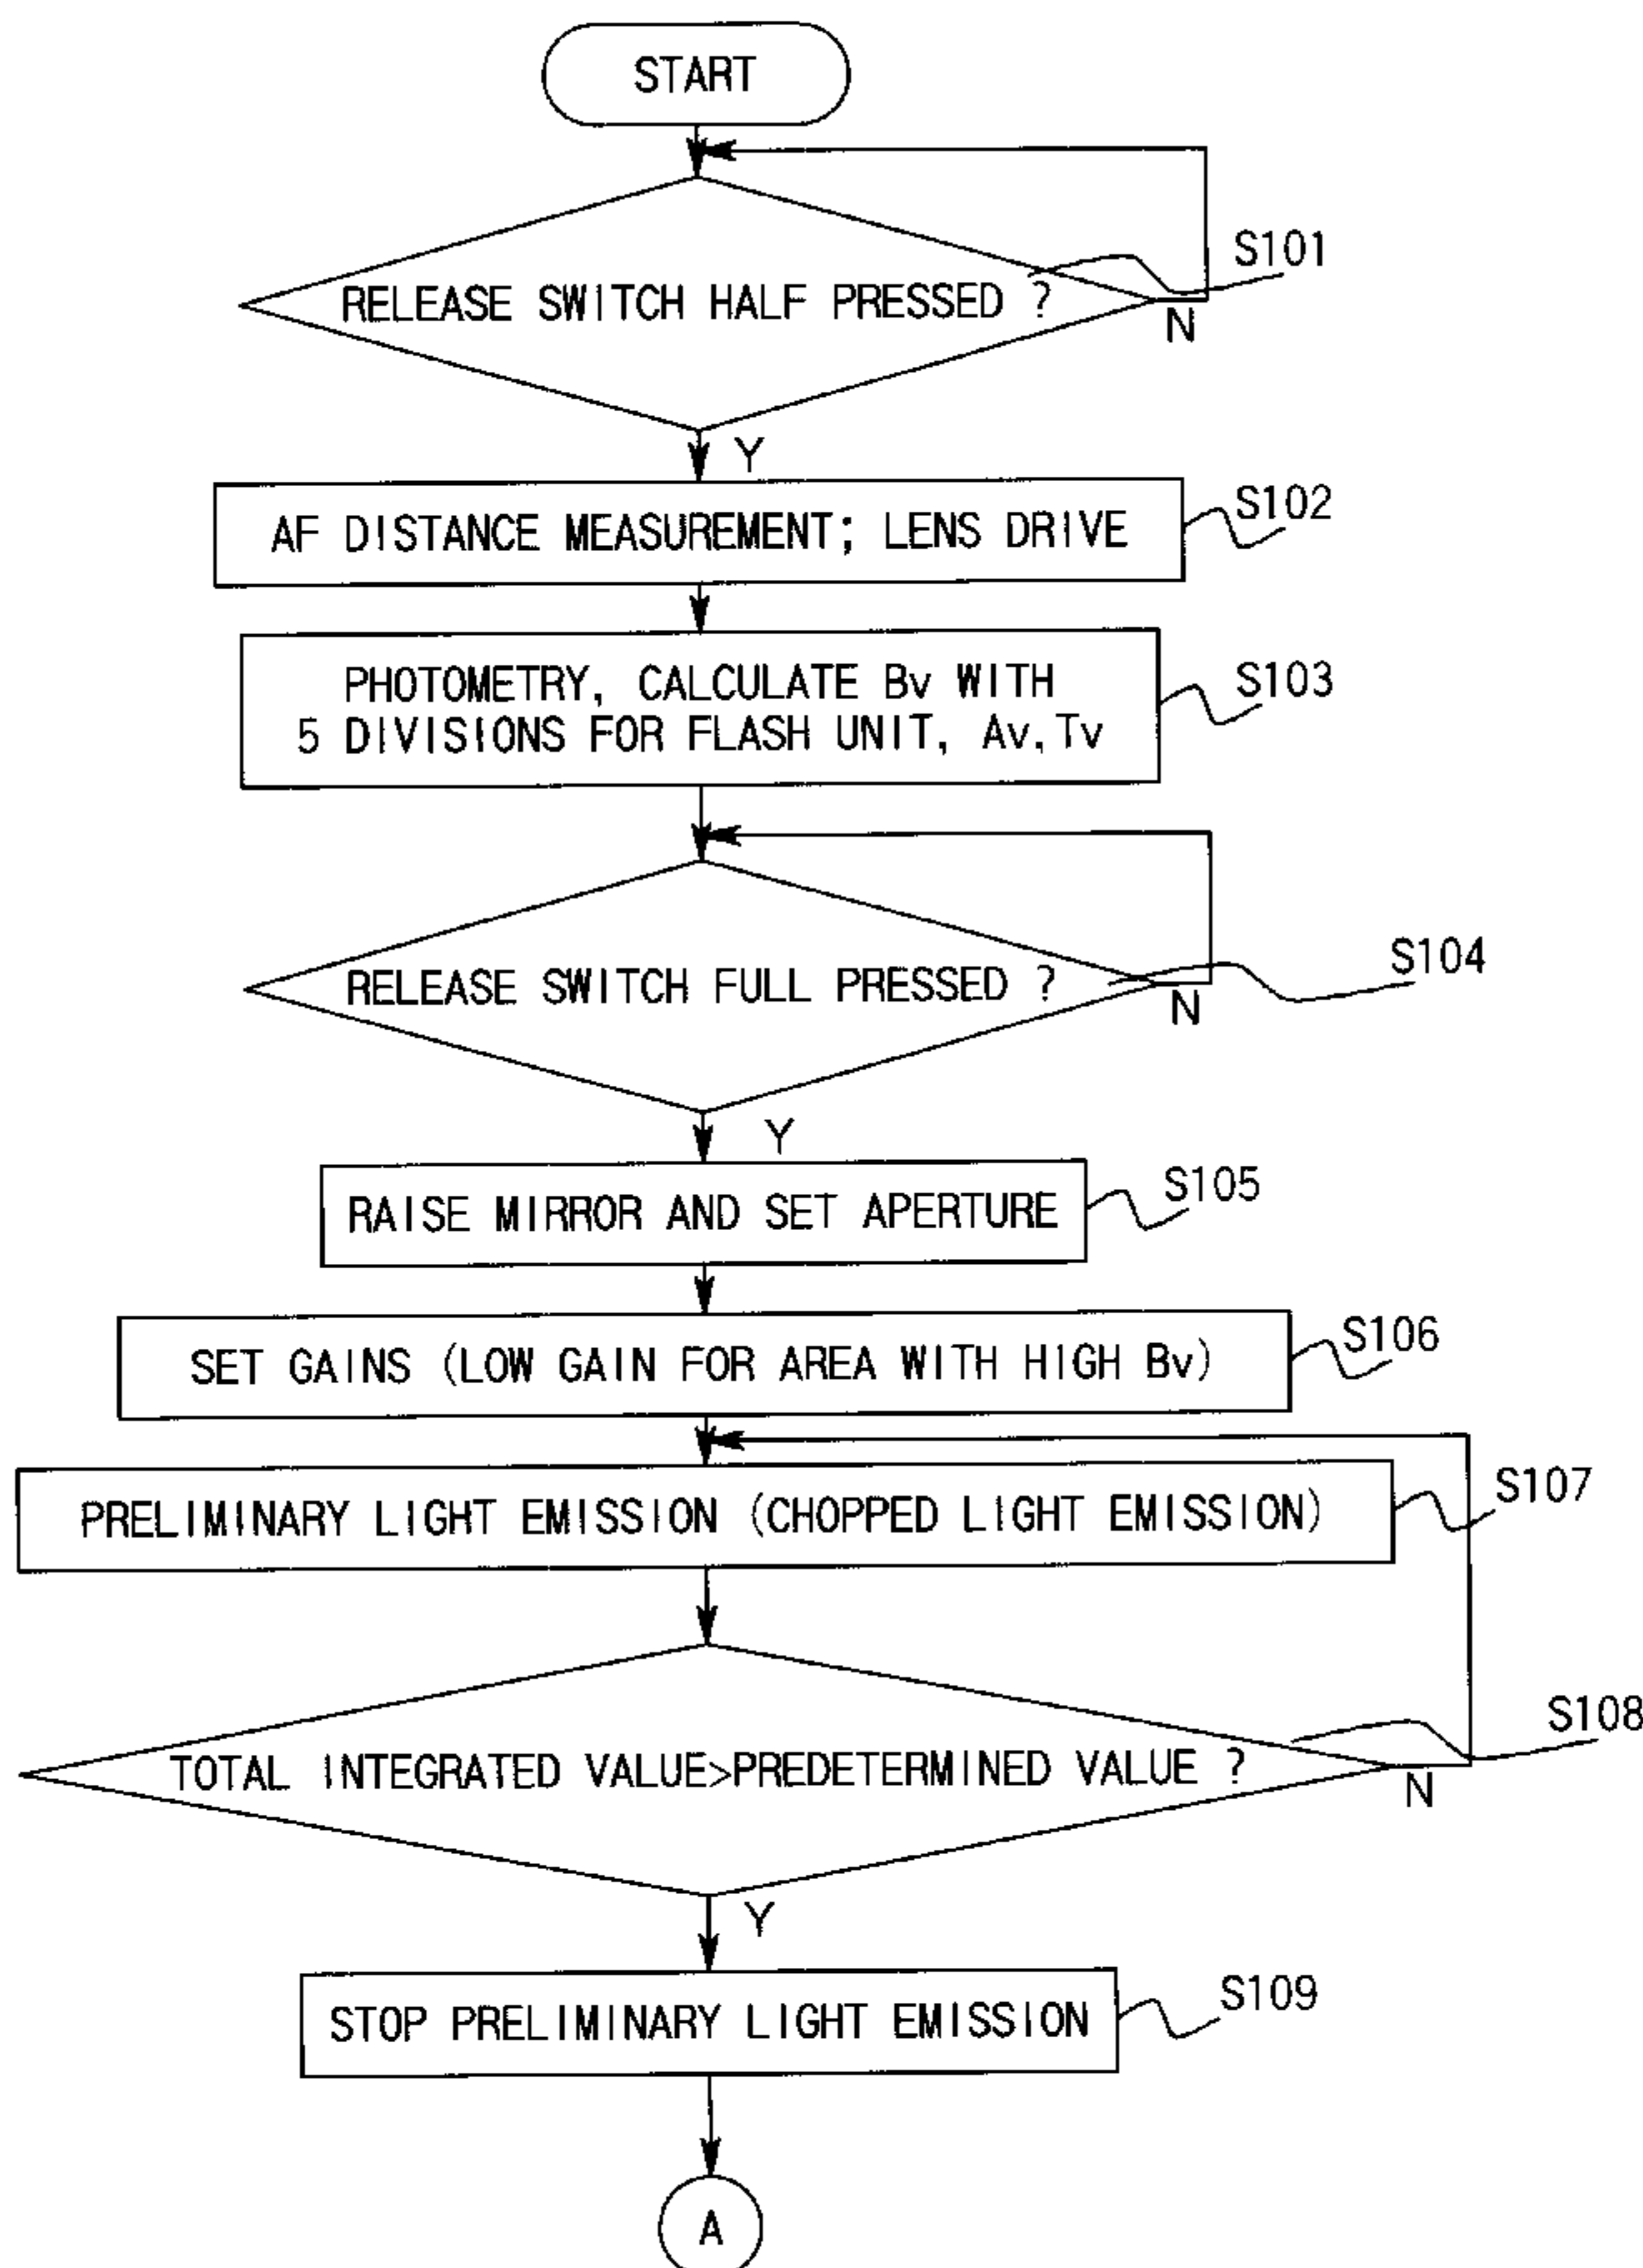 START
RELEASE SWITCH HALF PRESSED ?
S101
N
Y
AF DISTANCE MEASUREMENT; LENS DRIVE
S102
PHOTOMETRY, CALCULATE Bv WITH
5 DIVISIONS FOR FLASH UNIT, Av,Tv
S103
RELEASE SWITCH FULL PRESSED ?
S104
N
Y
RAISE MIRROR AND SET APERTURE
S105
SET GAINS (LOW GAIN FOR AREA WITH HIGH Bv)
S106
PRELIMINARY LIGHT EMISSION (CHOPPED LIGHT EMISSION)
S107
TOTAL INTEGRATED VALUE>PREDETERMINED VALUE ?
S108
N
Y
STOP PRELIMINARY LIGHT EMISSION
S109
A